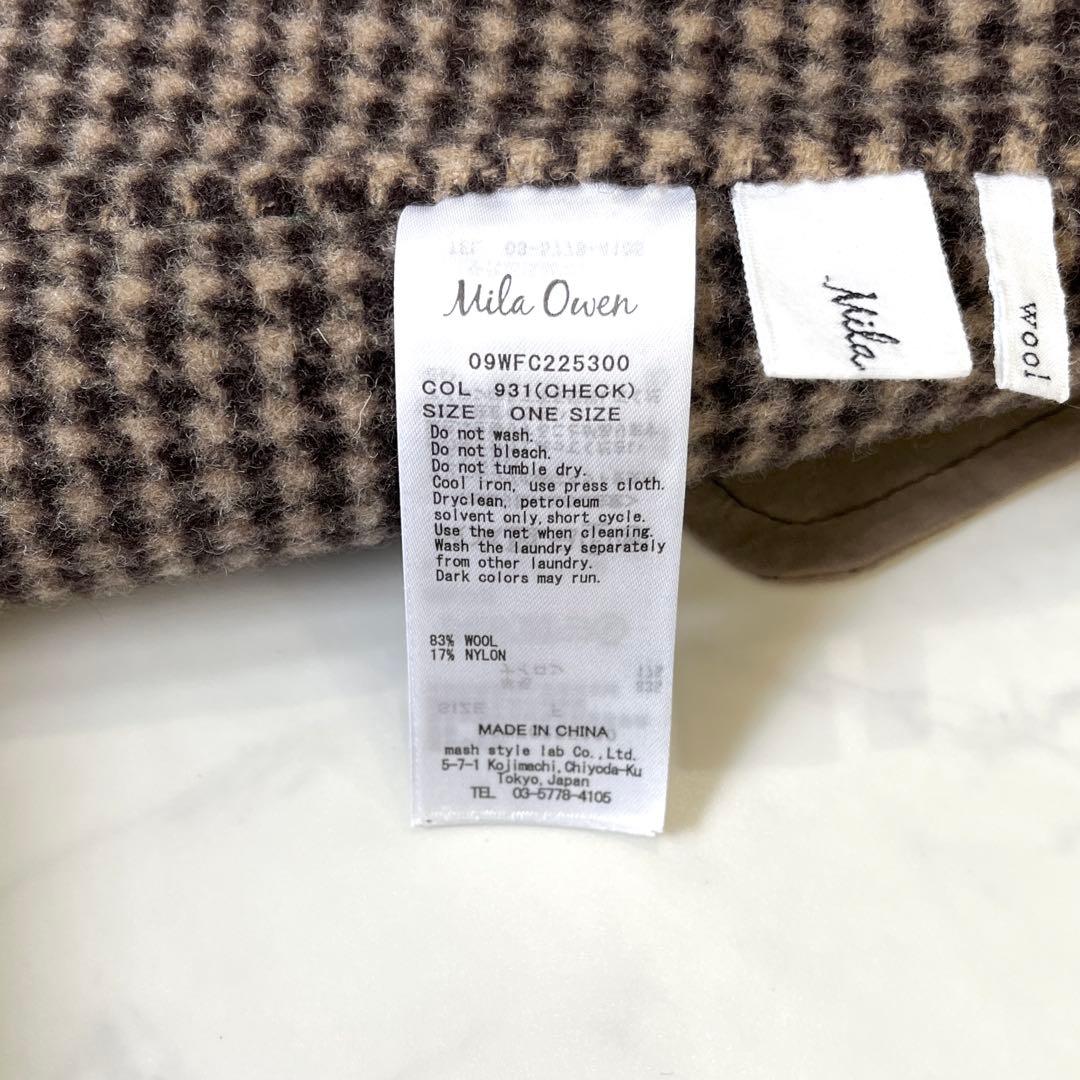 Mila Owen
09WFC225300
COL 931(CHECK)
SIZE ONE SIZE
Do not wash.
Do not bleach.
Do not tumble dry.
Cool iron, use press cloth.
Dryclean, petroleum
solvent only, short cycle.
Use the net when cleaning.
Wash the laundry separately
from other laundry.
Dark colors may run.
83% WOOL
17% NYLON
MADE IN CHINA
mash style lab Co.,Ltd.
5-7-1 Kojimachi,Chiyoda-Ku
Tokyo,Japan
TEL 03-5778-4105
Mila
wool